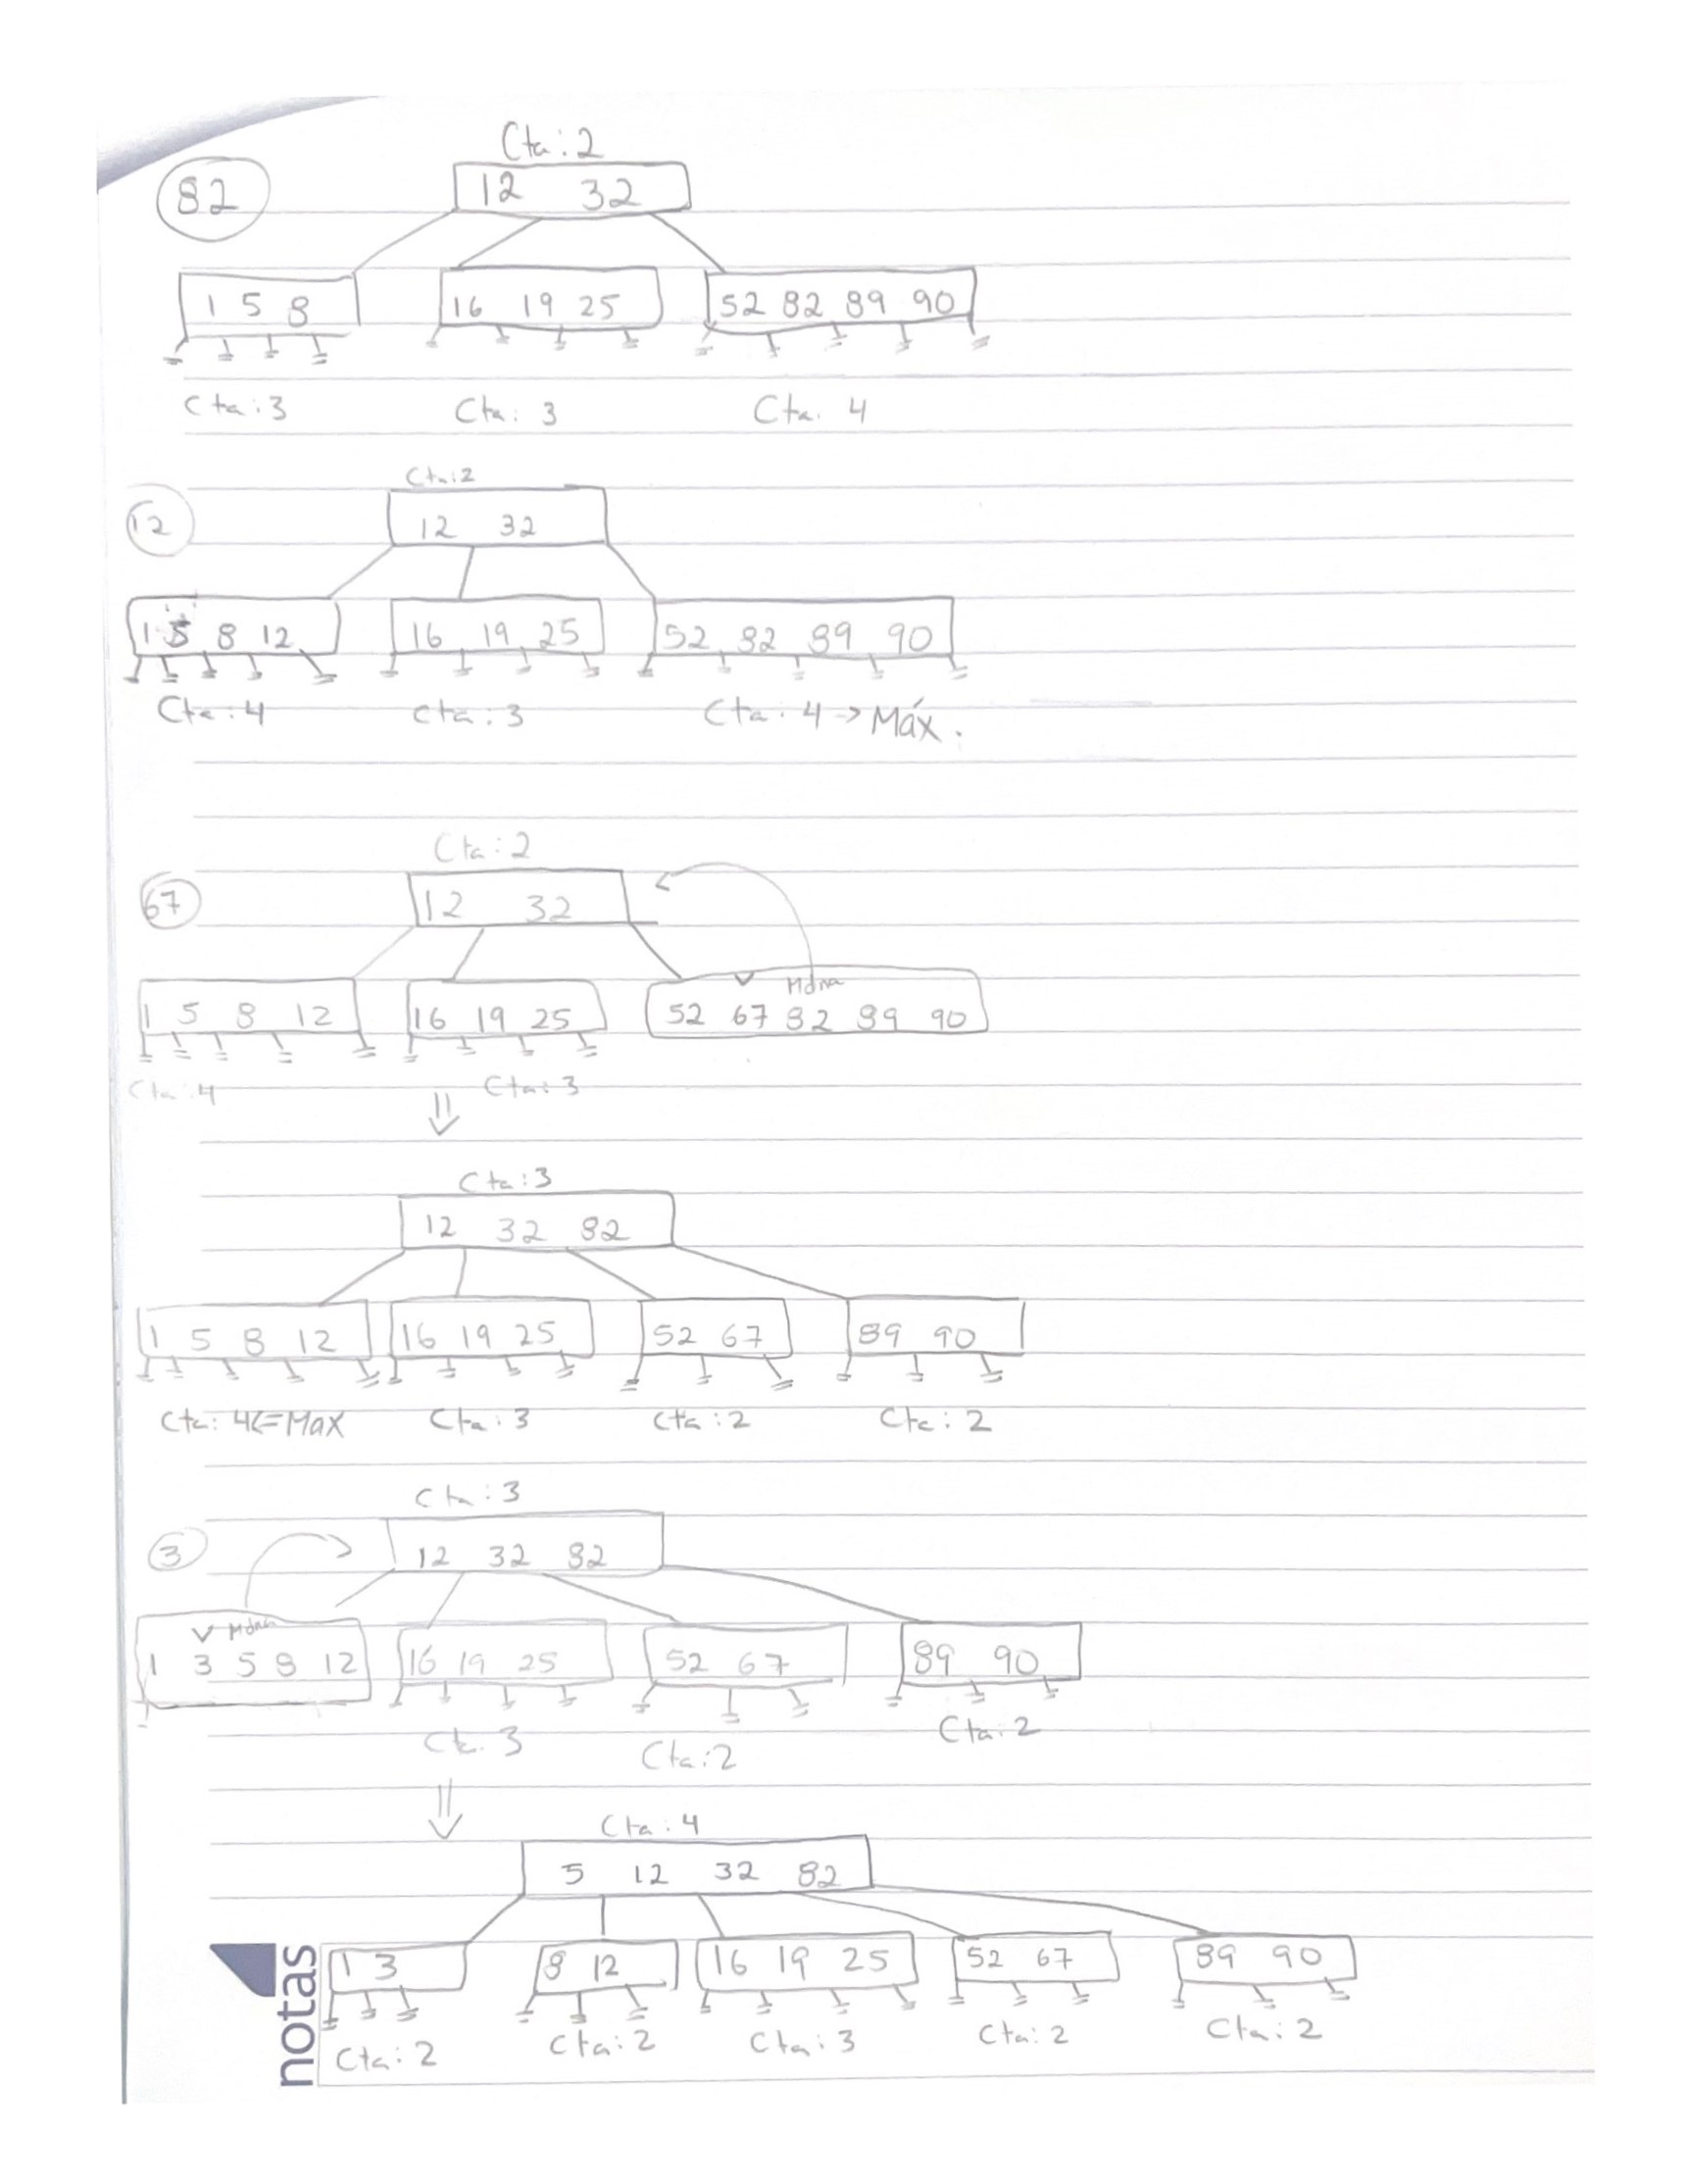 Cta: 2
82
12 32
1 5 8
16 19 25
52 82 89 90
Cta: 3
Cta: 3
Cta. 4
Cta: 2
12
12 32
1 5 8 12
16 19 25
52 82 89 90
Cta: 4
Cta: 3
Cta: 4 -> Máx.
Cta: 2
67
12 32
Mdna
1 5 8 12
16 19 25
52 67 82 89 90
Cta: 4
Cta: 3
⇓
Cta: 3
12 32 82
1 5 8 12
16 19 25
52 67
89 90
Cta: 4 <= Max
Cta: 3
Cta: 2
Cta: 2
Cta: 3
3
12 32 82
Mdna
1 3 5 8 12
16 19 25
52 67
89 90
Cta. 3
Cta: 2
Cta: 2
⇓
Cta: 4
5 12 32 82
1 3
8 12
16 19 25
52 67
89 90
Cta: 2
Cta: 2
Cta: 3
Cta: 2
Cta: 2
notas